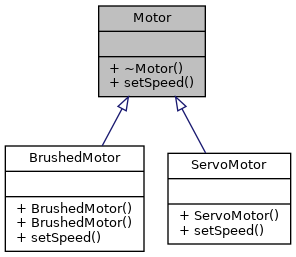 Motor
+ ~Motor()
+ setSpeed()
BrushedMotor
+ BrushedMotor()
+ BrushedMotor()
+ setSpeed()
ServoMotor
+ ServoMotor()
+ setSpeed()